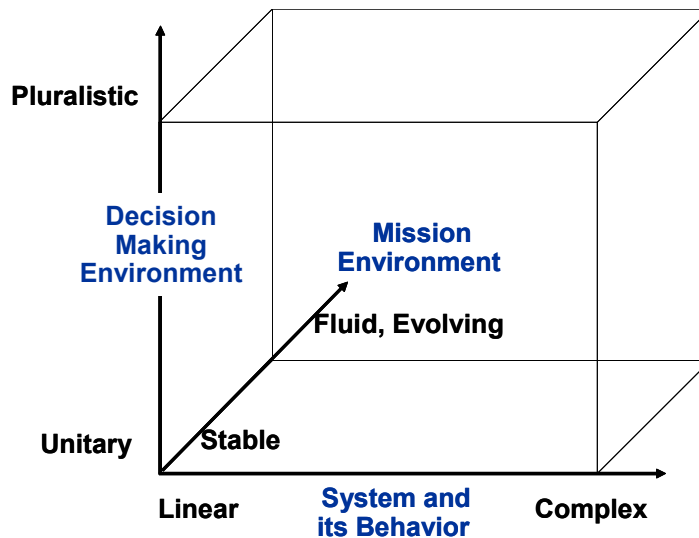 Pluralistic
Decision
Making
Environment
Mission
Environment
Fluid, Evolving
Unitary
Stable
Linear
System and
its Behavior
Complex